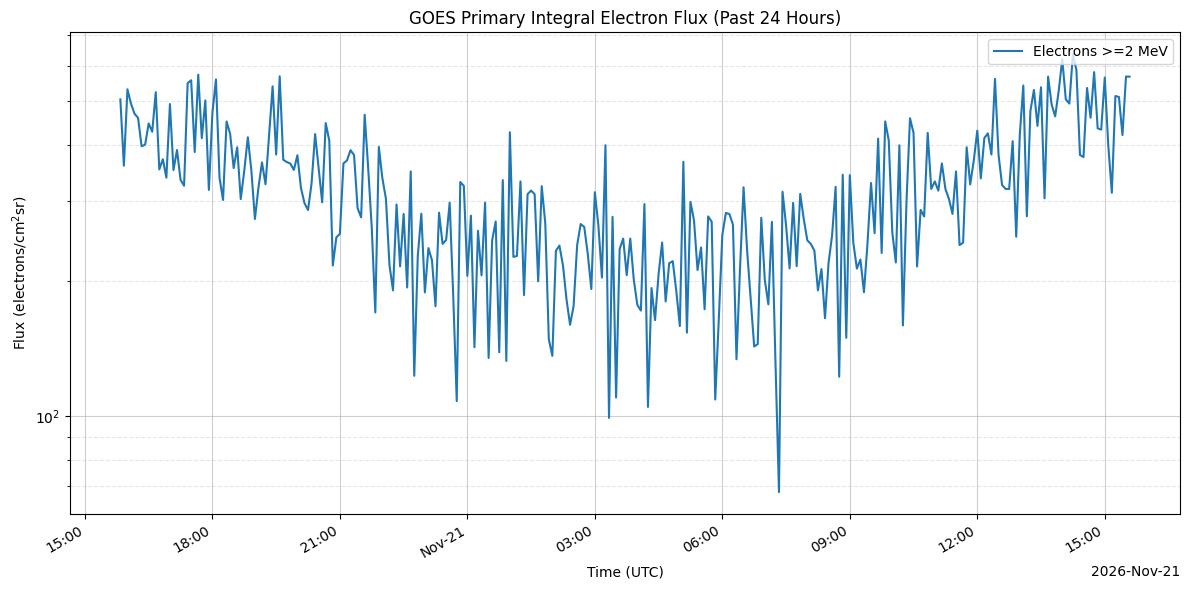 GOES Primary Integral Electron Flux (Past 24 Hours)
Electrons >=2 MeV
Flux (electrons/cm²sr)
10²
15:00
18:00
21:00
Nov-21
03:00
06:00
09:00
12:00
15:00
Time (UTC)
2026-Nov-21